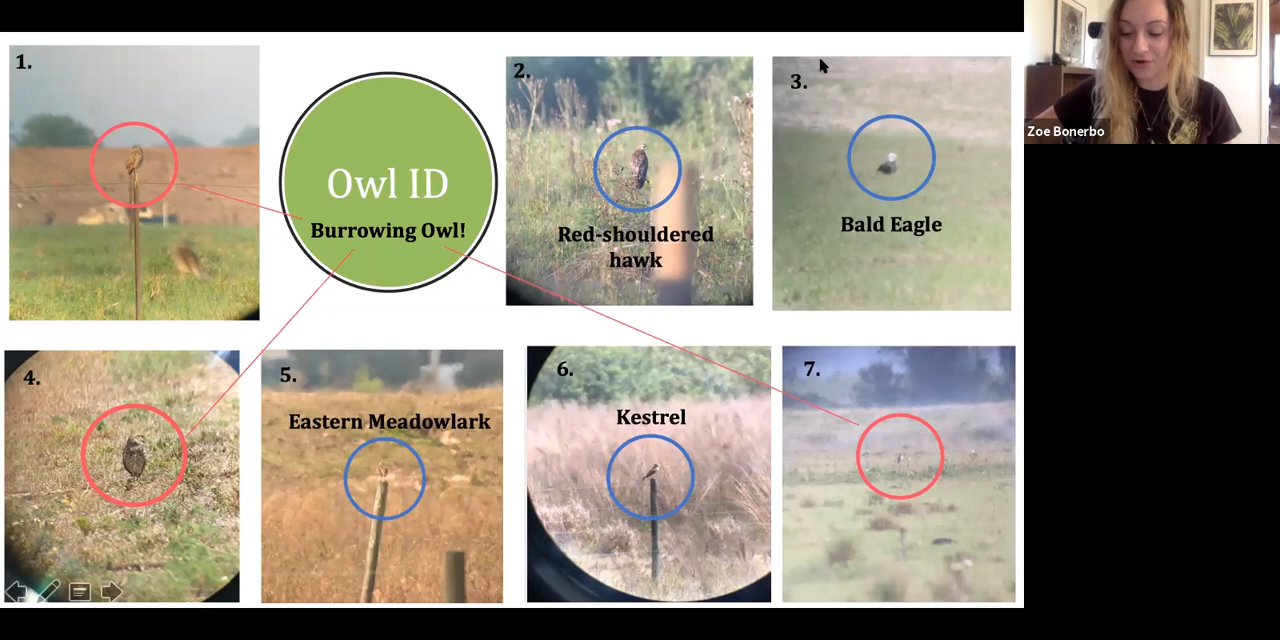 1.
Owl ID
Burrowing Owl!
2.
Red-shouldered
hawk
3.
Bald Eagle
Zoe Bonerbo
4.
5.
Eastern Meadowlark
6.
Kestrel
7.